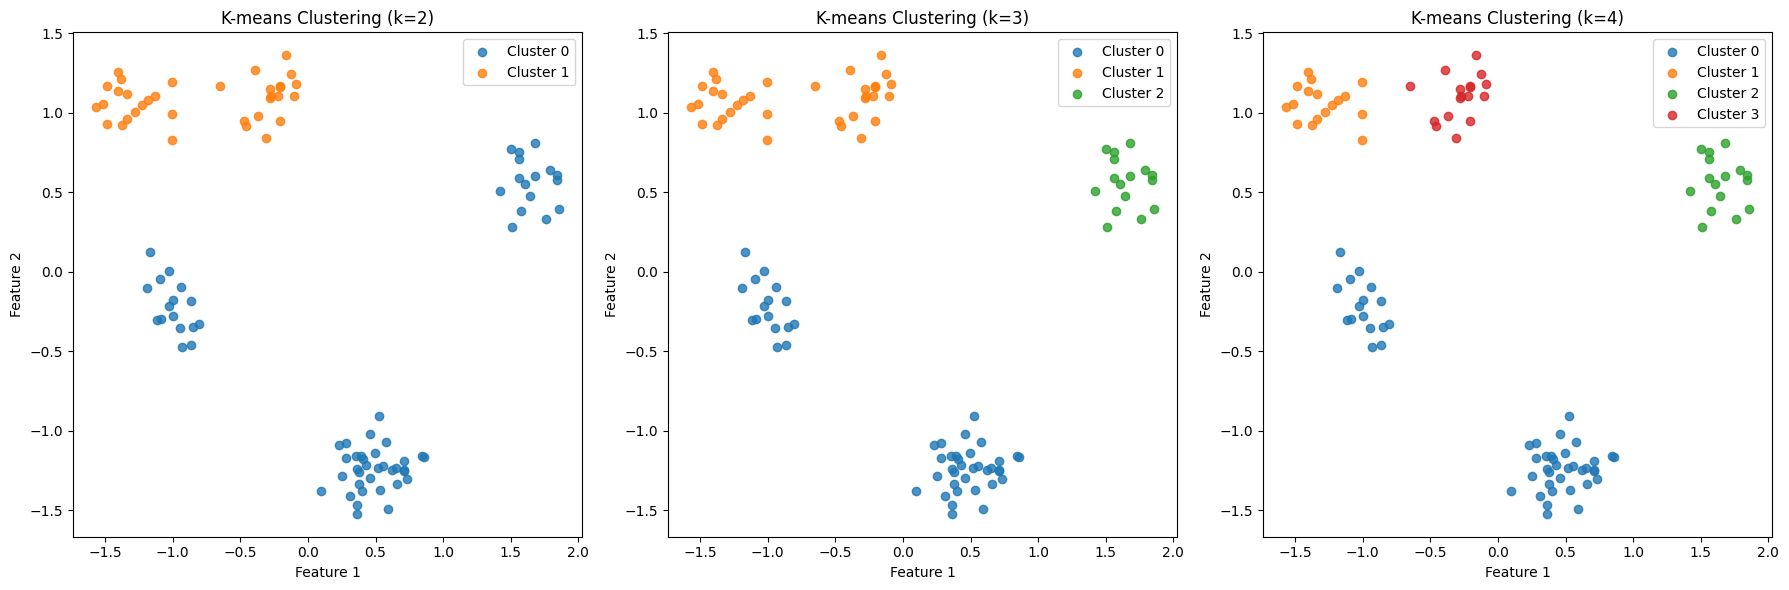 K-means Clustering (k=2)
Cluster 0
Cluster 1
1.5
1.0
0.5
0.0
−0.5
−1.0
−1.5
Feature 2
−1.5 −1.0 −0.5 0.0 0.5 1.0 1.5 2.0
Feature 1
K-means Clustering (k=3)
Cluster 0
Cluster 1
Cluster 2
1.5
1.0
0.5
0.0
−0.5
−1.0
−1.5
Feature 2
−1.5 −1.0 −0.5 0.0 0.5 1.0 1.5 2.0
Feature 1
K-means Clustering (k=4)
Cluster 0
Cluster 1
Cluster 2
Cluster 3
1.5
1.0
0.5
0.0
−0.5
−1.0
−1.5
Feature 2
−1.5 −1.0 −0.5 0.0 0.5 1.0 1.5 2.0
Feature 1